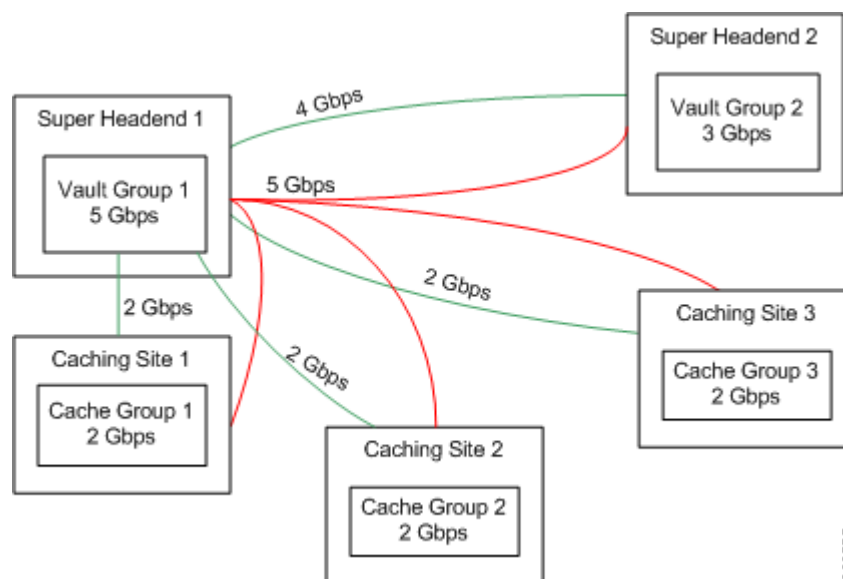 Super Headend 1
Vault Group 1
5 Gbps
Super Headend 2
Vault Group 2
3 Gbps
4 Gbps
5 Gbps
2 Gbps
2 Gbps
2 Gbps
Caching Site 1
Cache Group 1
2 Gbps
Caching Site 2
Cache Group 2
2 Gbps
Caching Site 3
Cache Group 3
2 Gbps